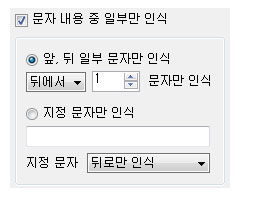 문자 내용 중 일부만 인식
앞, 뒤 일부 문자만 인식
뒤에서 1 문자만 인식
지정 문자만 인식
지정 문자 뒤로만 인식